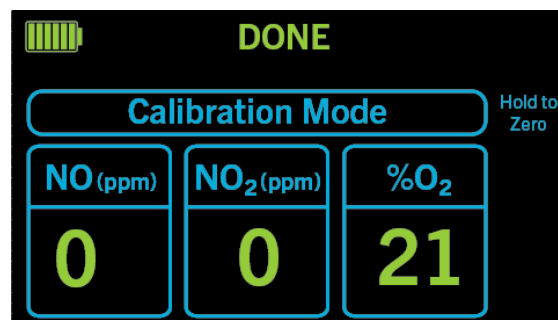 DONE
Calibration Mode
Hold to
Zero
NO (ppm) NO₂ (ppm) %O₂
0 0 21